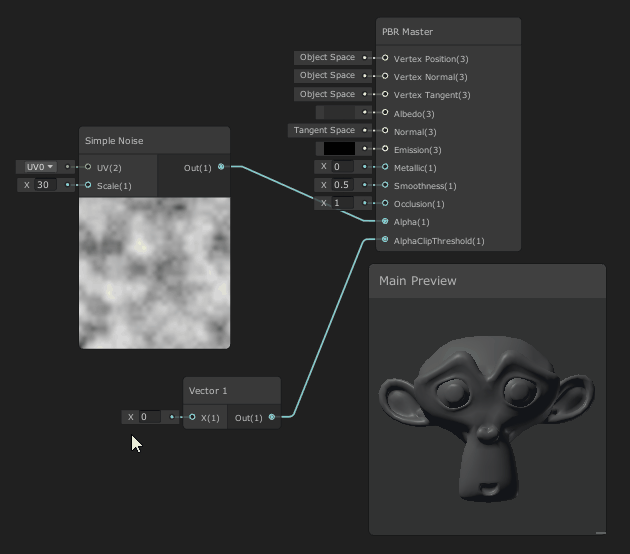 PBR Master
Object Space Vertex Position(3)
Object Space Vertex Normal(3)
Object Space Vertex Tangent(3)
Albedo(3)
Tangent Space Normal(3)
Emission(3)
X 0 Metallic(1)
X 0.5 Smoothness(1)
X 1 Occlusion(1)
Alpha(1)
AlphaClipThreshold(1)
Simple Noise
UV0 UV(2) Out(1)
X 30 Scale(1)
Main Preview
Vector 1
X 0 X(1) Out(1)